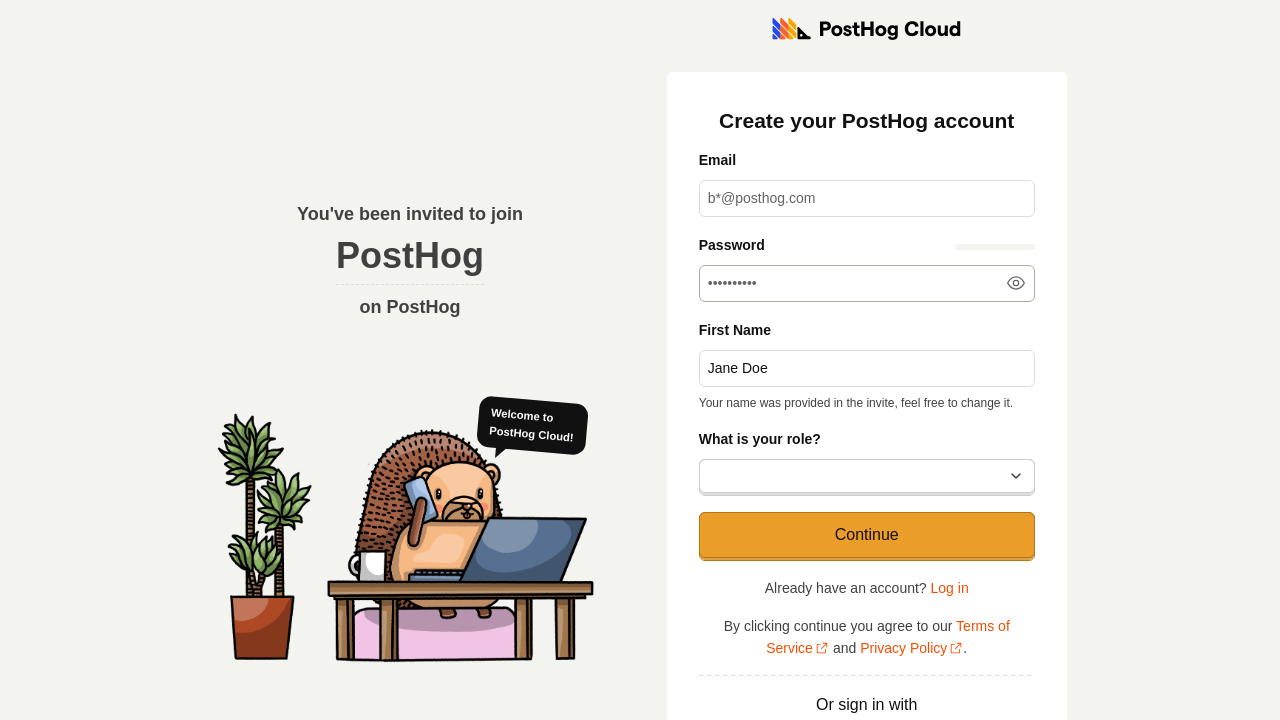 PostHog Cloud
Create your PostHog account
Email
b*@posthog.com
You've been invited to join
PostHog
on PostHog
Password
••••••••••
First Name
Jane Doe
Your name was provided in the invite, feel free to change it.
What is your role?
Welcome to
PostHog Cloud!
Continue
Already have an account? Log in
By clicking continue you agree to our Terms of
Service and Privacy Policy.
Or sign in with